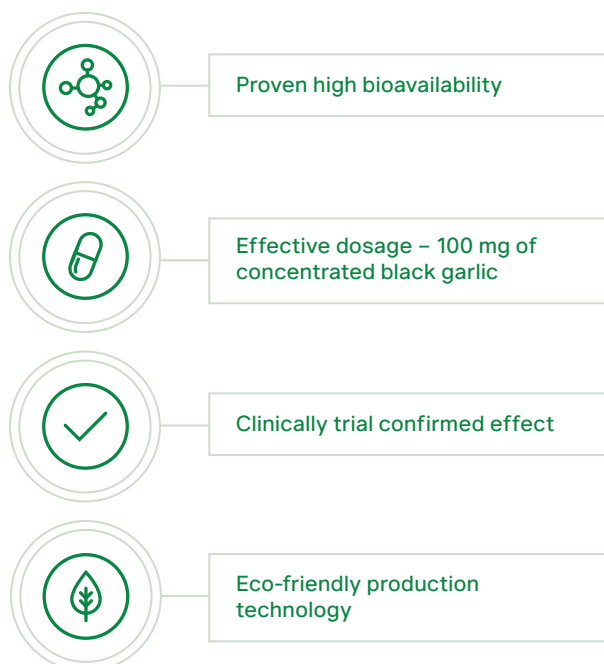 Proven high bioavailability
Effective dosage – 100 mg of
concentrated black garlic
Clinically trial confirmed effect
Eco-friendly production
technology